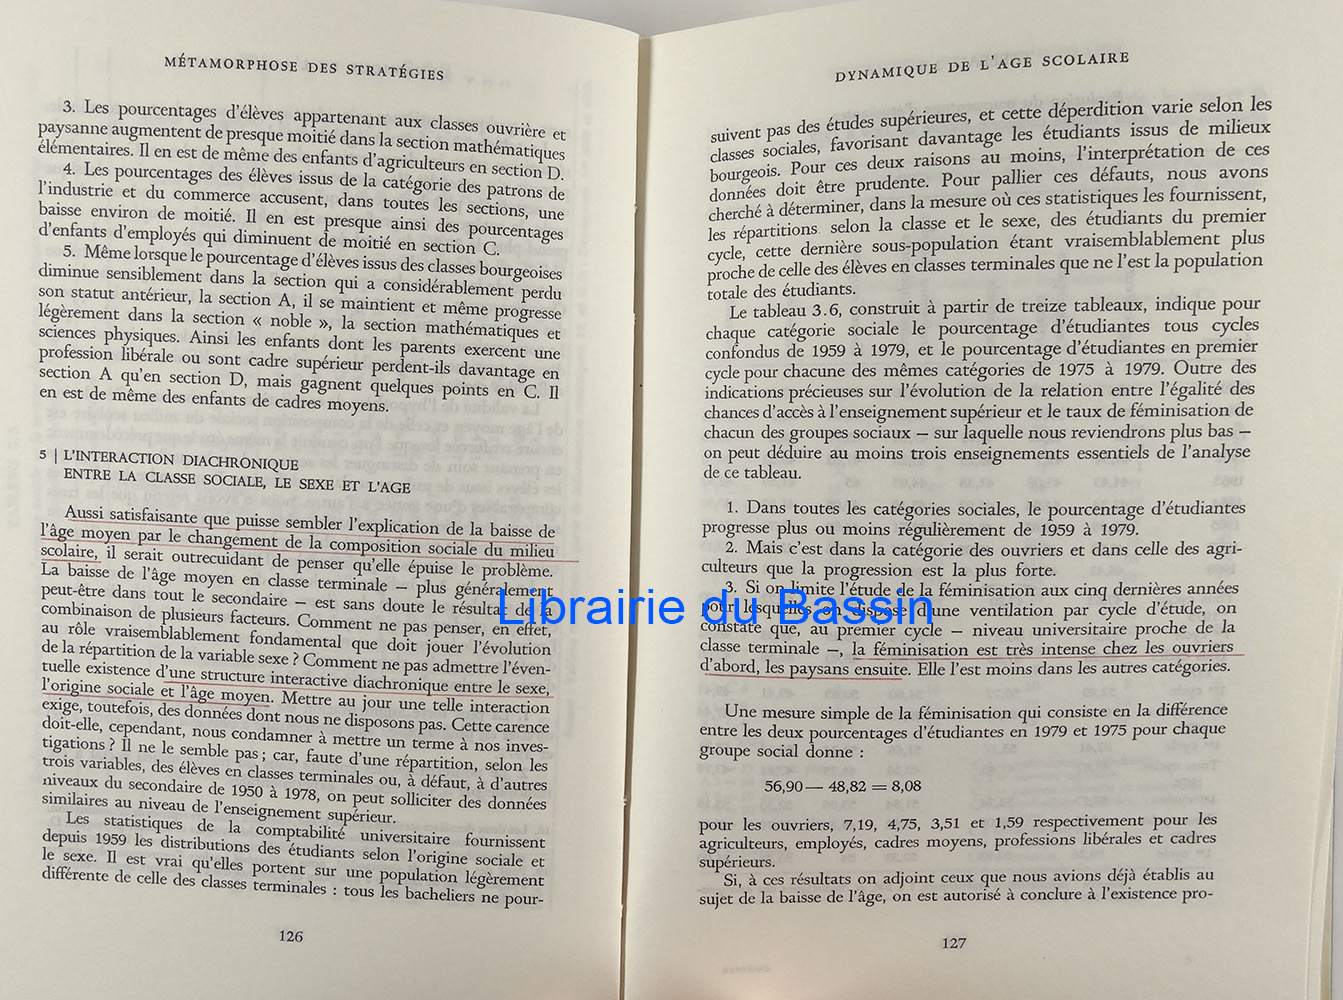 MÉTAMORPHOSE DES STRATÉGIES
3. Les pourcentages d'élèves appartenant aux classes ouvrière et
paysanne augmentent de presque moitié dans la section mathématiques
élémentaires. Il en est de même des enfants d'agriculteurs en section D.
4. Les pourcentages des élèves issus de la catégorie des patrons de
l'industrie et du commerce accusent, dans toutes les sections, une
baisse environ de moitié. Il en est presque ainsi des pourcentages
d'enfants d'employés qui diminuent de moitié en section C.
5. Même lorsque le pourcentage d'élèves issus des classes bourgeoises
diminue sensiblement dans la section qui a considérablement perdu
son statut antérieur, la section A, il se maintient et même progresse
légèrement dans la section « noble », la section mathématiques et
sciences physiques. Ainsi les enfants dont les parents exercent une
profession libérale ou sont cadre supérieur perdent-ils davantage en
section A qu'en section D, mais gagnent quelques points en C. Il
en est de même des enfants de cadres moyens.
5 | L'INTERACTION DIACHRONIQUE
ENTRE LA CLASSE SOCIALE, LE SEXE ET L'AGE
Aussi satisfaisante que puisse sembler l'explication de la baisse de
l'âge moyen par le changement de la composition sociale du milieu
scolaire, il serait outrecuidant de penser qu'elle épuise le problème.
La baisse de l'âge moyen en classe terminale — plus généralement
peut-être dans tout le secondaire — est sans doute le résultat de la
combinaison de plusieurs facteurs. Comment ne pas penser, en effet,
au rôle vraisemblablement fondamental que doit jouer l'évolution
de la répartition de la variable sexe ? Comment ne pas admettre l'éven-
tuelle existence d'une structure interactive diachronique entre le sexe,
l'origine sociale et l'âge moyen. Mettre au jour une telle interaction
exige, toutefois, des données dont nous ne disposons pas. Cette carence
doit-elle, cependant, nous condamner à mettre un terme à nos inves-
tigations ? Il ne le semble pas ; car, faute d'une répartition, selon les
trois variables, des élèves en classes terminales ou, à défaut, à d'autres
niveaux du secondaire de 1950 à 1978, on peut solliciter des données
similaires au niveau de l'enseignement supérieur.
Les statistiques de la comptabilité universitaire fournissent
depuis 1959 les distributions des étudiants selon l'origine sociale et
le sexe. Il est vrai qu'elles portent sur une population légèrement
différente de celle des classes terminales : tous les bacheliers ne pour-
126
DYNAMIQUE DE L'AGE SCOLAIRE
suivent pas des études supérieures, et cette déperdition varie selon les
classes sociales, favorisant davantage les étudiants issus de milieux
bourgeois. Pour ces deux raisons au moins, l'interprétation de ces
données doit être prudente. Pour pallier ces défauts, nous avons
cherché à déterminer, dans la mesure où ces statistiques les fournissent,
les répartitions selon la classe et le sexe, des étudiants du premier
cycle, cette dernière sous-population étant vraisemblablement plus
proche de celle des élèves en classes terminales que ne l'est la population
totale des étudiants.
Le tableau 3.6, construit à partir de treize tableaux, indique pour
chaque catégorie sociale le pourcentage d'étudiantes tous cycles
confondus de 1959 à 1979, et le pourcentage d'étudiantes en premier
cycle pour chacune des mêmes catégories de 1975 à 1979. Outre des
indications précieuses sur l'évolution de la relation entre l'égalité des
chances d'accès à l'enseignement supérieur et le taux de féminisation de
chacun des groupes sociaux — sur laquelle nous reviendrons plus bas —
on peut déduire au moins trois enseignements essentiels de l'analyse
de ce tableau.
1. Dans toutes les catégories sociales, le pourcentage d'étudiantes
progresse plus ou moins régulièrement de 1959 à 1979.
2. Mais c'est dans la catégorie des ouvriers et dans celle des agri-
culteurs que la progression est la plus forte.
3. Si on limite l'étude de la féminisation aux cinq dernières années
pour lesquelles on dispose d'une ventilation par cycle d'étude, on
constate que, au premier cycle — niveau universitaire proche de la
classe terminale —, la féminisation est très intense chez les ouvriers
d'abord, les paysans ensuite. Elle l'est moins dans les autres catégories.
Une mesure simple de la féminisation qui consiste en la différence
entre les deux pourcentages d'étudiantes en 1979 et 1975 pour chaque
groupe social donne :
56,90 — 48,82 = 8,08
pour les ouvriers, 7,19, 4,75, 3,51 et 1,59 respectivement pour les
agriculteurs, employés, cadres moyens, professions libérales et cadres
supérieurs.
Si, à ces résultats on adjoint ceux que nous avions déjà établis au
sujet de la baisse de l'âge, on est autorisé à conclure à l'existence pro-
127
Librairie du Bassin